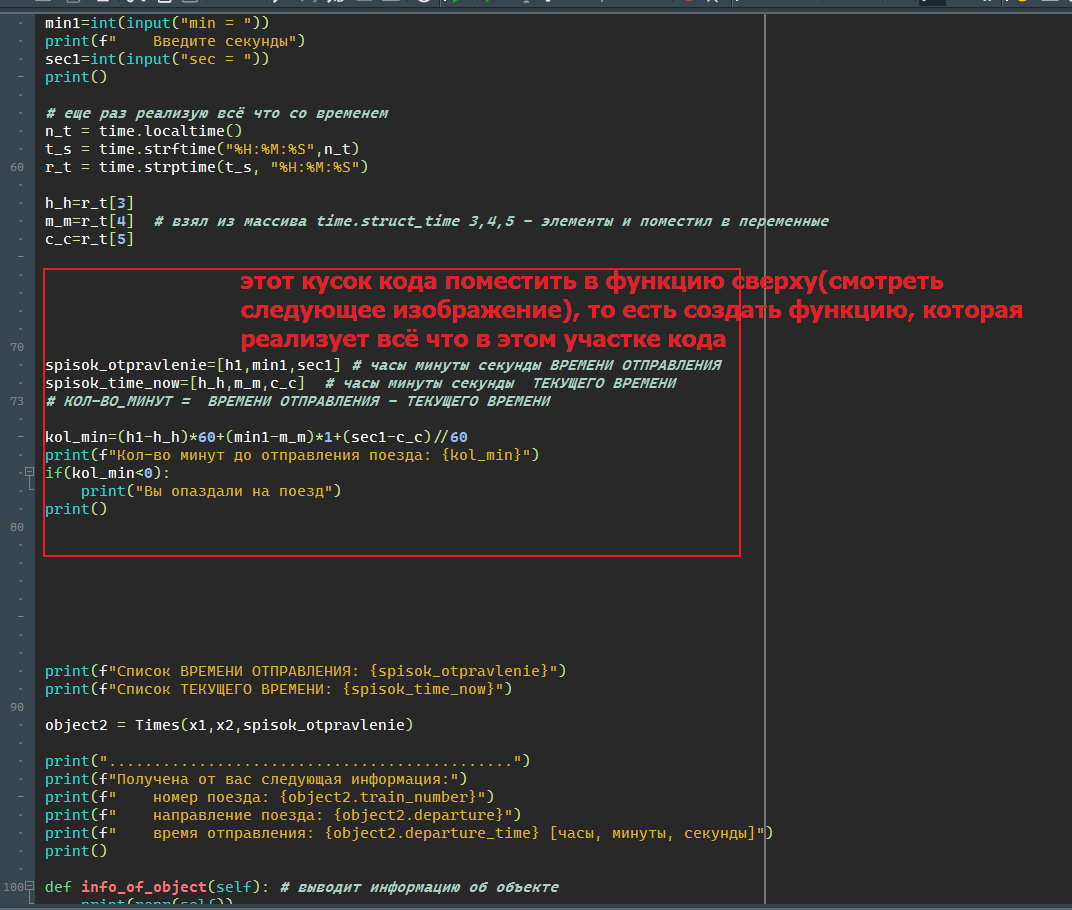 min1=int(input("min = "))
print(f"    Введите секунды")
sec1=int(input("sec = "))
print()
# еще раз реализую всё что со временем
n_t = time.localtime()
t_s = time.strftime("%H:%M:%S",n_t)
60 r_t = time.strptime(t_s, "%H:%M:%S")
h_h=r_t[3]
m_m=r_t[4]  # взял из массива time.struct_time 3,4,5 - элементы и поместил в переменные
c_c=r_t[5]
этот кусок кода поместить в функцию сверху(смотреть
следующее изображение), то есть создать функцию, которая
реализует всё что в этом участке кода
70
spisok_otpravlenie=[h1,min1,sec1] # часы минуты секунды ВРЕМЕНИ ОТПРАВЛЕНИЯ
spisok_time_now=[h_h,m_m,c_c]  # часы минуты секунды  ТЕКУЩЕГО ВРЕМЕНИ
73 # КОЛ-ВО_МИНУТ =  ВРЕМЕНИ ОТПРАВЛЕНИЯ - ТЕКУЩЕГО ВРЕМЕНИ
kol_min=(h1-h_h)*60+(min1-m_m)*1+(sec1-c_c)//60
print(f"Кол-во минут до отправления поезда: {kol_min}")
if(kol_min<0):
    print("Вы опаздали на поезд")
print()
80
print(f"Список ВРЕМЕНИ ОТПРАВЛЕНИЯ: {spisok_otpravlenie}")
print(f"Список ТЕКУЩЕГО ВРЕМЕНИ: {spisok_time_now}")
90
object2 = Times(x1,x2,spisok_otpravlenie)
print(".............................................")
print(f"Получена от вас следующая информация:")
print(f"    номер поезда: {object2.train_number}")
print(f"    направление поезда: {object2.departure}")
print(f"    время отправления: {object2.departure_time} [часы, минуты, секунды]")
print()
100 def info_of_object(self): # выводит информацию об объекте
    print(repr(self))